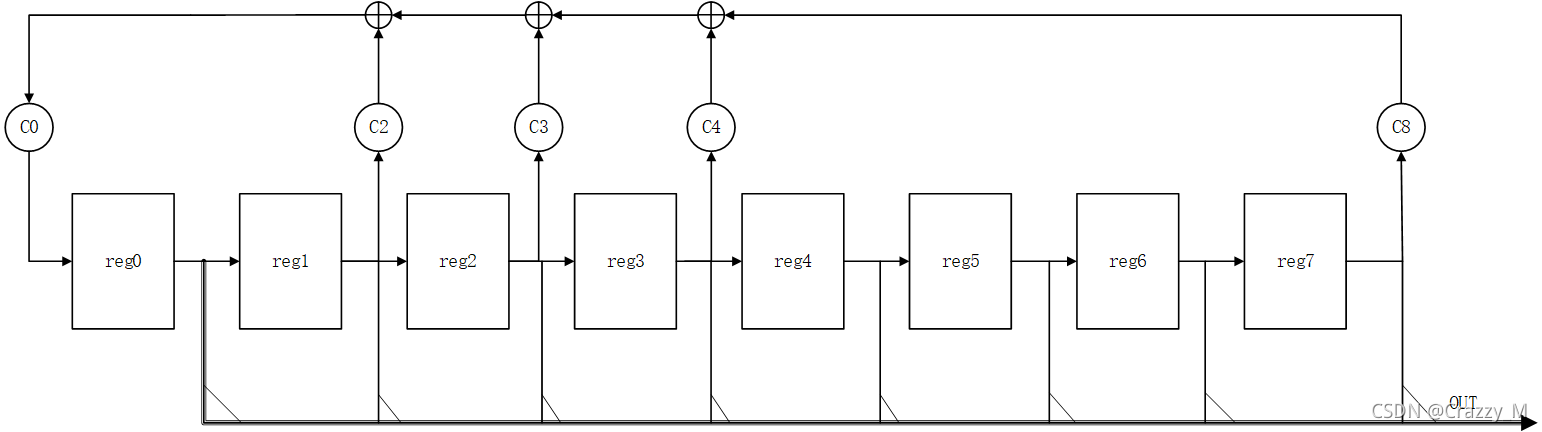 C0
C2
C3
C4
C8
reg0
reg1
reg2
reg3
reg4
reg5
reg6
reg7
OUT
CSDN @Crazzy_M